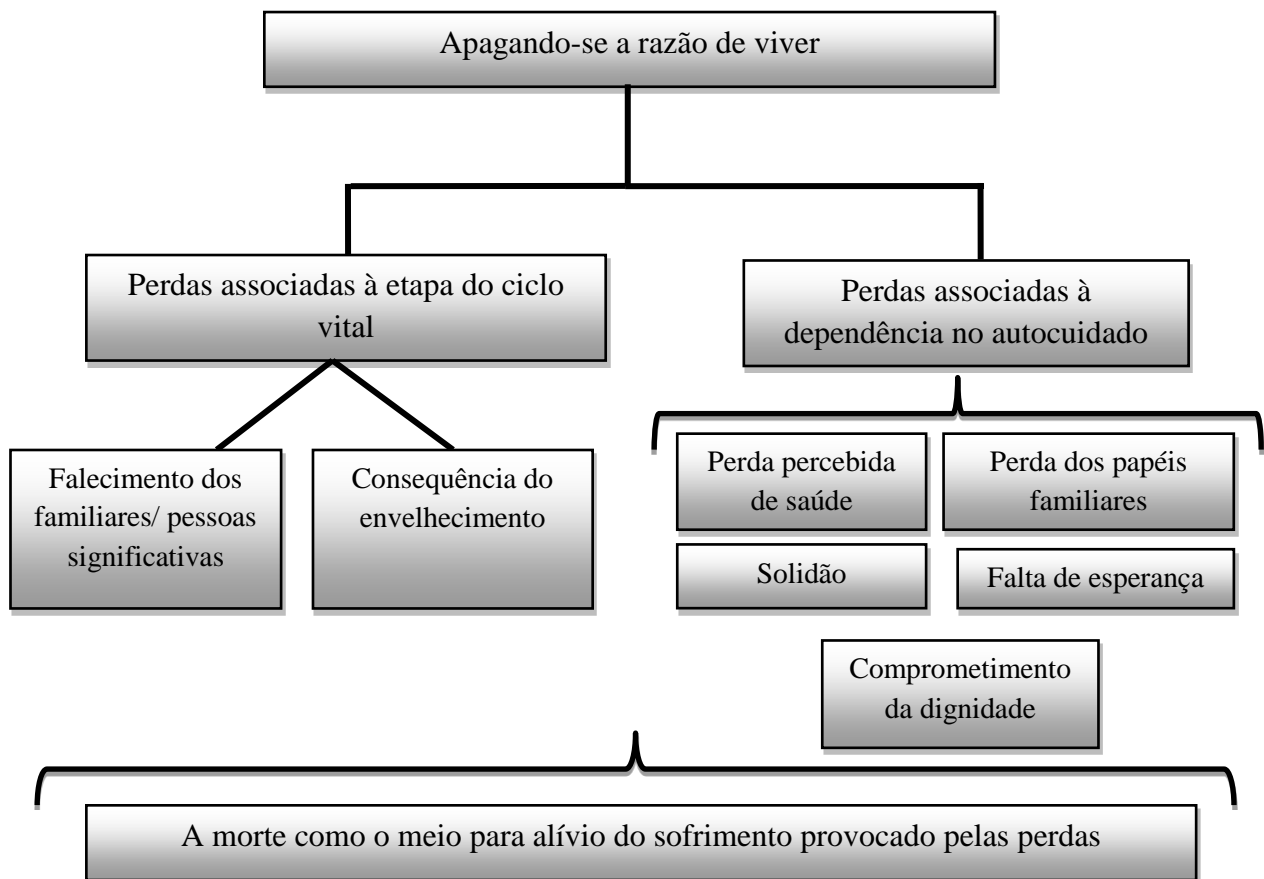 Apagando-se a razão de viver
Perdas associadas à etapa do ciclo
vital
Perdas associadas à
dependência no autocuidado
Falecimento dos
familiares/ pessoas
significativas
Consequência do
envelhecimento
Perda percebida
de saúde
Perda dos papéis
familiares
Solidão
Falta de esperança
Comprometimento
da dignidade
A morte como o meio para alívio do sofrimento provocado pelas perdas